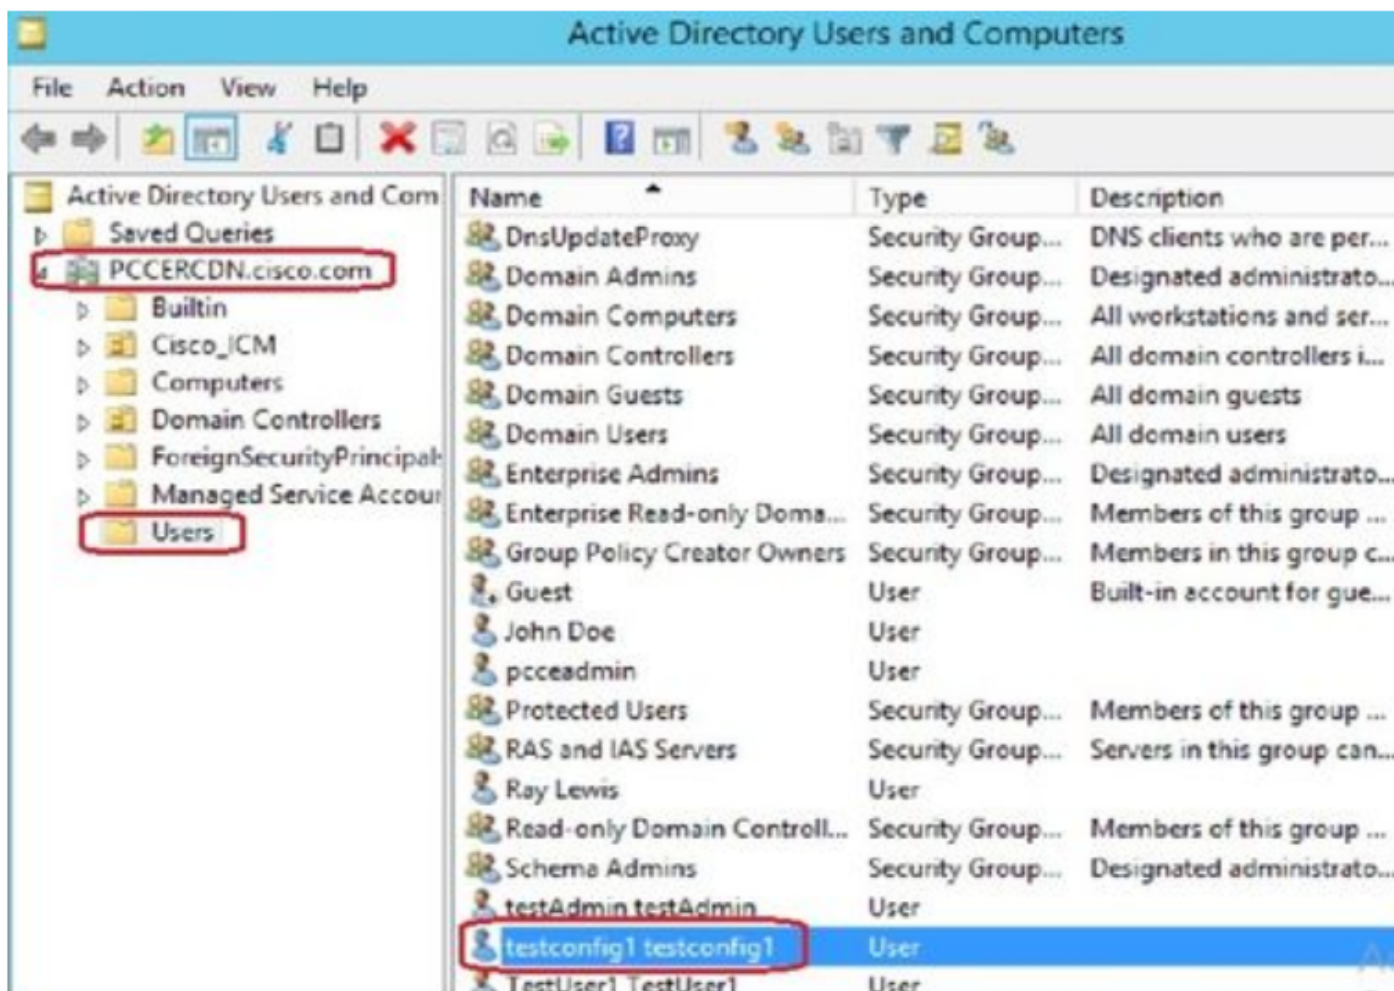 Active Directory Users and Computers
File Action View Help
Active Directory Users and Com
Saved Queries
PCCERCDN.cisco.com
Builtin
Cisco_ICM
Computers
Domain Controllers
ForeignSecurityPrincipals
Managed Service Accour
Users
Name Type Description
DnsUpdateProxy Security Group... DNS clients who are per...
Domain Admins Security Group... Designated administrato...
Domain Computers Security Group... All workstations and ser...
Domain Controllers Security Group... All domain controllers i...
Domain Guests Security Group... All domain guests
Domain Users Security Group... All domain users
Enterprise Admins Security Group... Designated administrato...
Enterprise Read-only Doma... Security Group... Members of this group ...
Group Policy Creator Owners Security Group... Members in this group c...
Guest User Built-in account for gue...
John Doe User
pcceadmin User
Protected Users Security Group... Members of this group ...
RAS and IAS Servers Security Group... Servers in this group can...
Ray Lewis User
Read-only Domain Controll... Security Group... Members of this group ...
Schema Admins Security Group... Designated administrato...
testAdmin testAdmin User
testconfig1 testconfig1 User
TestUser1 TestUser1 User